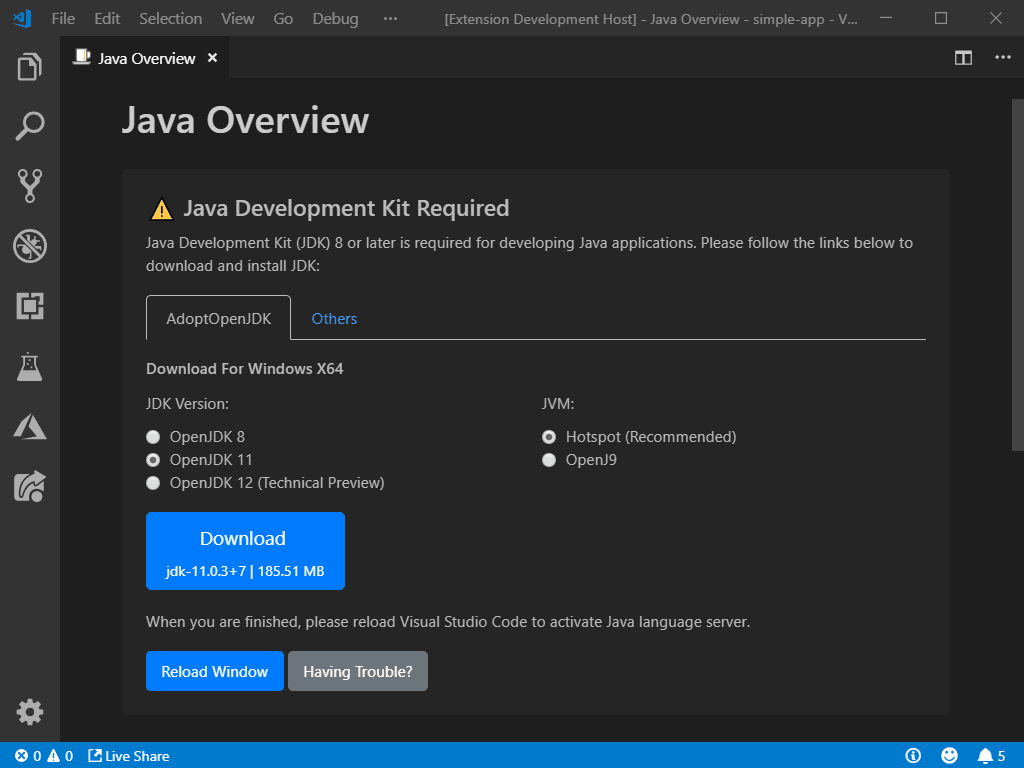 File Edit Selection View Go Debug ··· [Extension Development Host] - Java Overview - simple-app - V...
Java Overview
Java Overview
Java Development Kit Required
Java Development Kit (JDK) 8 or later is required for developing Java applications. Please follow the links below to
download and install JDK:
AdoptOpenJDK Others
Download For Windows X64
JDK Version: JVM:
OpenJDK 8 Hotspot (Recommended)
OpenJDK 11 OpenJ9
OpenJDK 12 (Technical Preview)
Download
jdk-11.0.3+7 | 185.51 MB
When you are finished, please reload Visual Studio Code to activate Java language server.
Reload Window Having Trouble?
0 0 Live Share 5